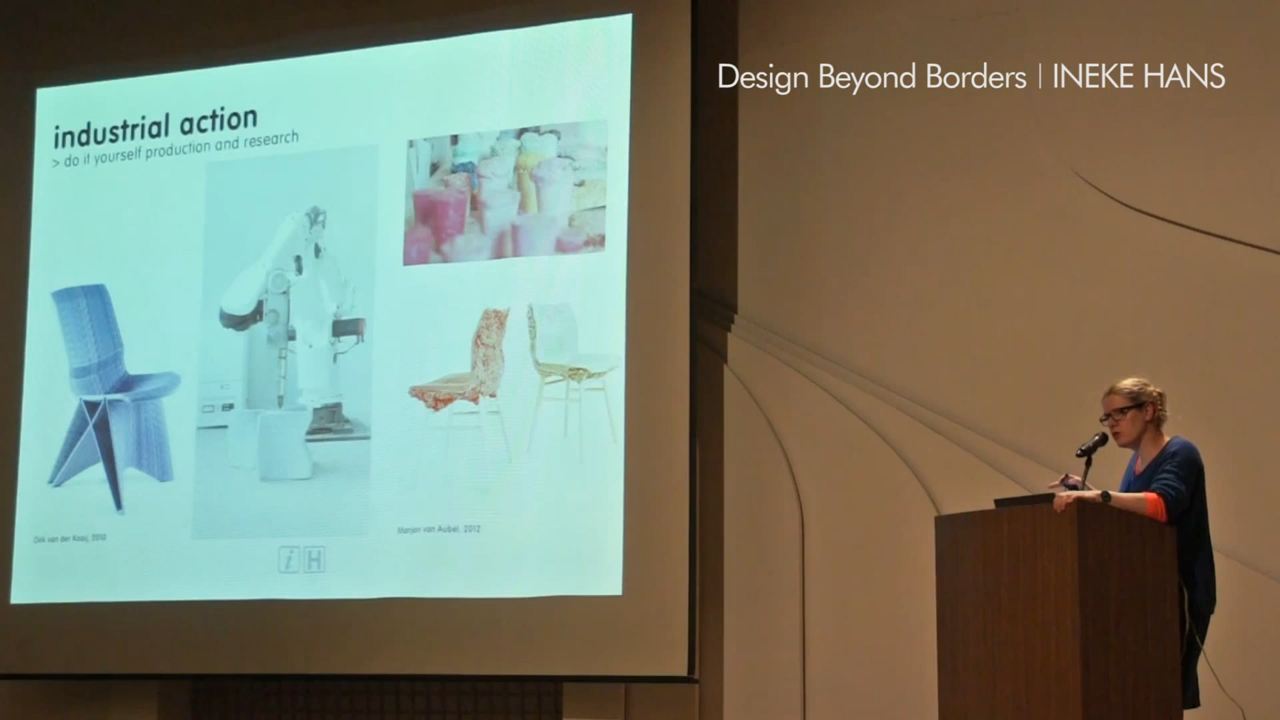 Design Beyond Borders | INEKE HANS
industrial action
> do it yourself production and research
Dirk van der Kooij, 2010
Marjan van Aubel, 2012
iH